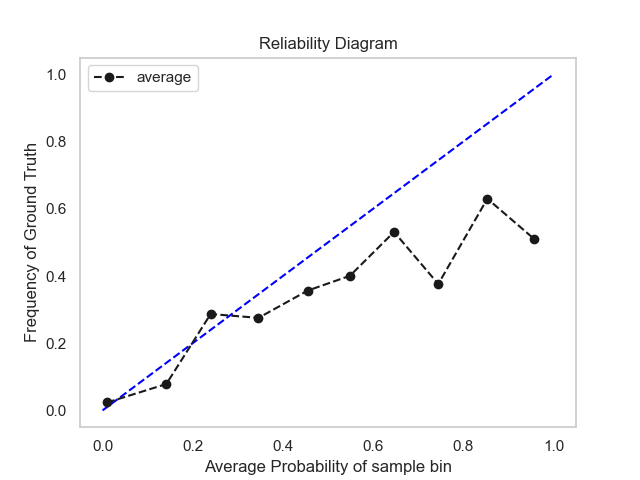 Reliability Diagram
average
1.0
0.8
0.6
0.4
0.2
0.0
Frequency of Ground Truth
0.0 0.2 0.4 0.6 0.8 1.0
Average Probability of sample bin